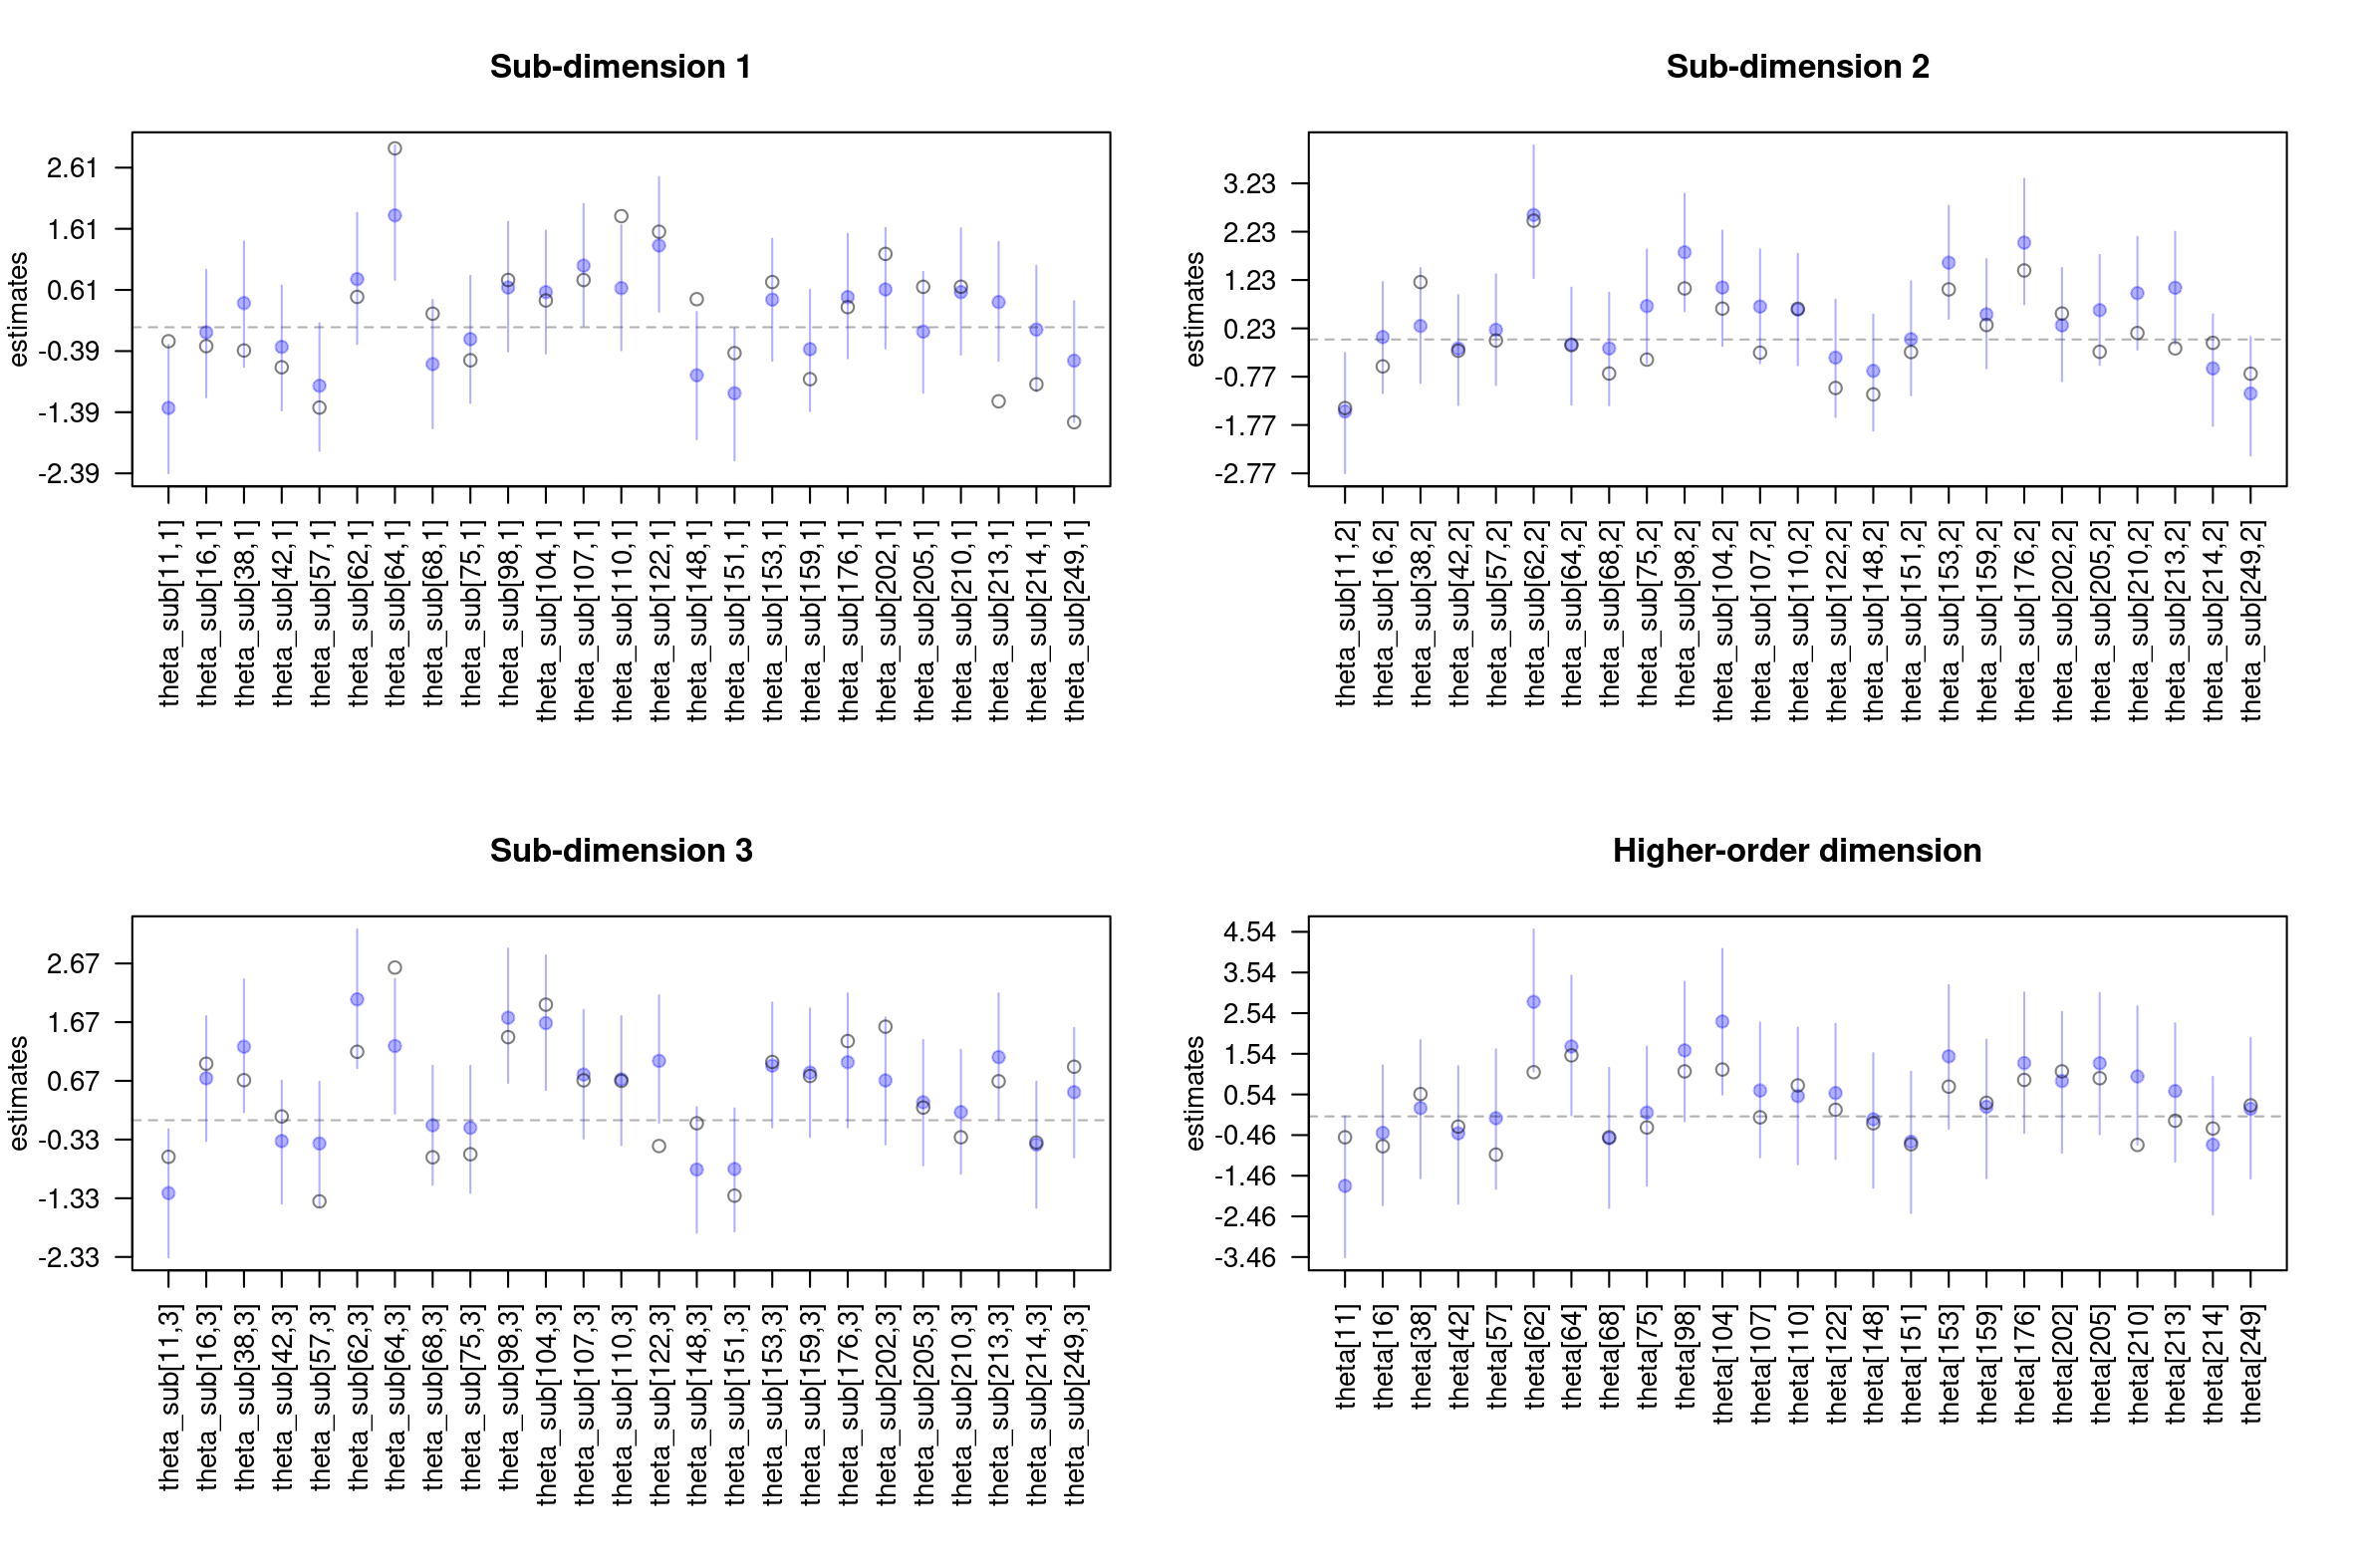 Sub-dimension 1
estimates
2.61
1.61
0.61
-0.39
-1.39
-2.39
theta_sub[11,1]
theta_sub[16,1]
theta_sub[38,1]
theta_sub[42,1]
theta_sub[57,1]
theta_sub[62,1]
theta_sub[64,1]
theta_sub[68,1]
theta_sub[75,1]
theta_sub[98,1]
theta_sub[104,1]
theta_sub[107,1]
theta_sub[110,1]
theta_sub[122,1]
theta_sub[148,1]
theta_sub[151,1]
theta_sub[153,1]
theta_sub[159,1]
theta_sub[176,1]
theta_sub[202,1]
theta_sub[205,1]
theta_sub[210,1]
theta_sub[213,1]
theta_sub[214,1]
theta_sub[249,1]
Sub-dimension 2
estimates
3.23
2.23
1.23
0.23
-0.77
-1.77
-2.77
theta_sub[11,2]
theta_sub[16,2]
theta_sub[38,2]
theta_sub[42,2]
theta_sub[57,2]
theta_sub[62,2]
theta_sub[64,2]
theta_sub[68,2]
theta_sub[75,2]
theta_sub[98,2]
theta_sub[104,2]
theta_sub[107,2]
theta_sub[110,2]
theta_sub[122,2]
theta_sub[148,2]
theta_sub[151,2]
theta_sub[153,2]
theta_sub[159,2]
theta_sub[176,2]
theta_sub[202,2]
theta_sub[205,2]
theta_sub[210,2]
theta_sub[213,2]
theta_sub[214,2]
theta_sub[249,2]
Sub-dimension 3
estimates
2.67
1.67
0.67
-0.33
-1.33
-2.33
theta_sub[11,3]
theta_sub[16,3]
theta_sub[38,3]
theta_sub[42,3]
theta_sub[57,3]
theta_sub[62,3]
theta_sub[64,3]
theta_sub[68,3]
theta_sub[75,3]
theta_sub[98,3]
theta_sub[104,3]
theta_sub[107,3]
theta_sub[110,3]
theta_sub[122,3]
theta_sub[148,3]
theta_sub[151,3]
theta_sub[153,3]
theta_sub[159,3]
theta_sub[176,3]
theta_sub[202,3]
theta_sub[205,3]
theta_sub[210,3]
theta_sub[213,3]
theta_sub[214,3]
theta_sub[249,3]
Higher-order dimension
estimates
4.54
3.54
2.54
1.54
0.54
-0.46
-1.46
-2.46
-3.46
theta[11]
theta[16]
theta[38]
theta[42]
theta[57]
theta[62]
theta[64]
theta[68]
theta[75]
theta[98]
theta[104]
theta[107]
theta[110]
theta[122]
theta[148]
theta[151]
theta[153]
theta[159]
theta[176]
theta[202]
theta[205]
theta[210]
theta[213]
theta[214]
theta[249]